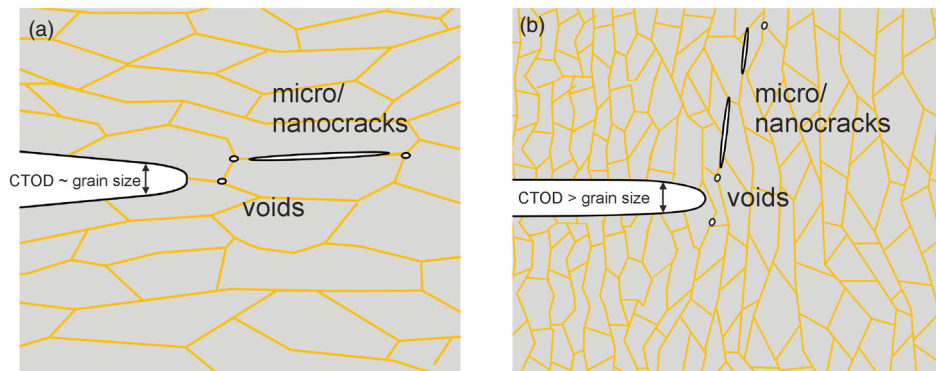 (a)
micro/
nanocracks
CTOD ~ grain size
voids
(b)
micro/
nanocracks
CTOD > grain size
voids